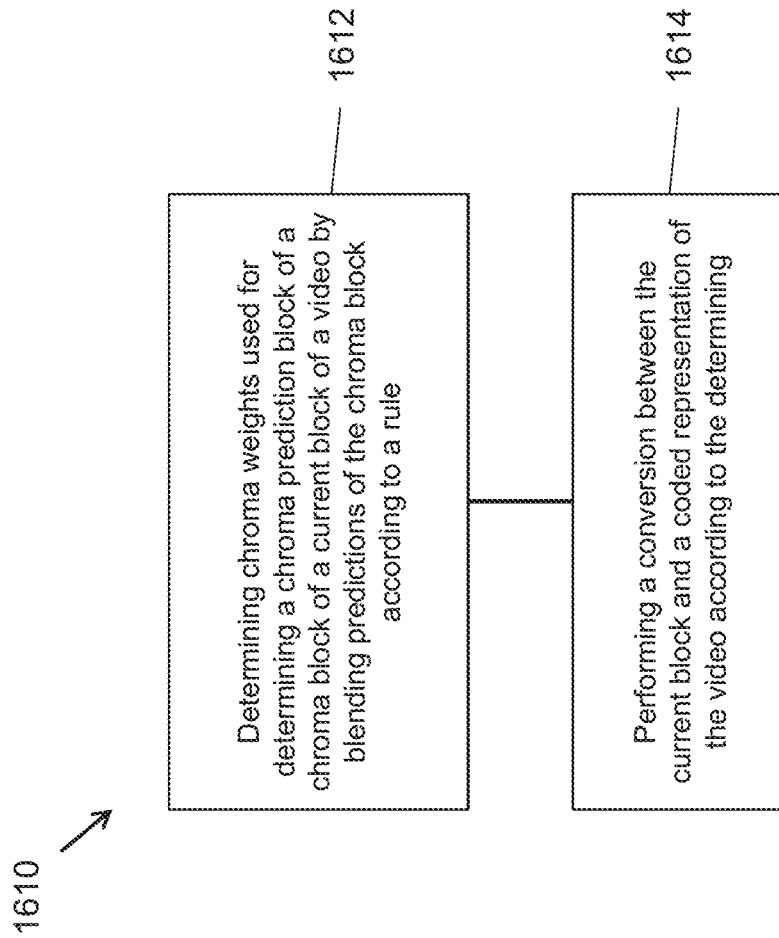 1610
Determining chroma weights used for
determining a chroma prediction block of a
chroma block of a current block of a video by
blending predictions of the chroma block
according to a rule
1612
Performing a conversion between the
current block and a coded representation of
the video according to the determining
1614